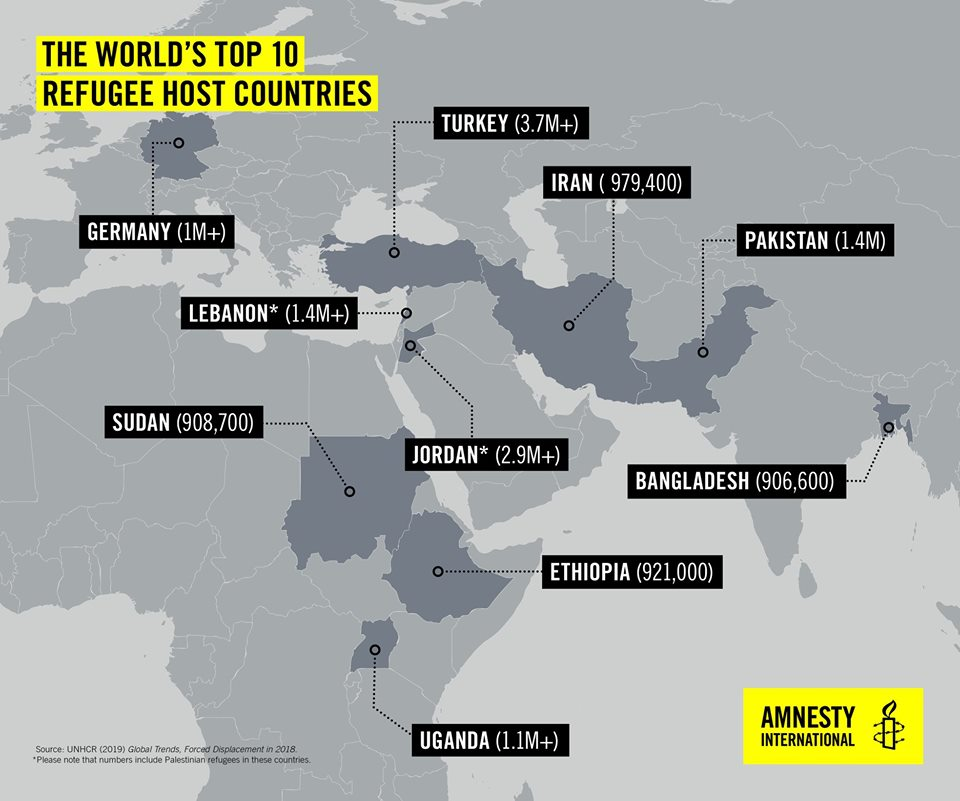 THE WORLD'S TOP 10
REFUGEE HOST COUNTRIES
TURKEY (3.7M+)
IRAN ( 979,400)
GERMANY (1M+)
PAKISTAN (1.4M)
LEBANON* (1.4M+)
SUDAN (908,700)
JORDAN* (2.9M+)
BANGLADESH (906,600)
ETHIOPIA (921,000)
UGANDA (1.1M+)
AMNESTY
INTERNATIONAL
Source: UNHCR (2019) Global Trends, Forced Displacement in 2018.
*Please note that numbers include Palestinian refugees in these countries.